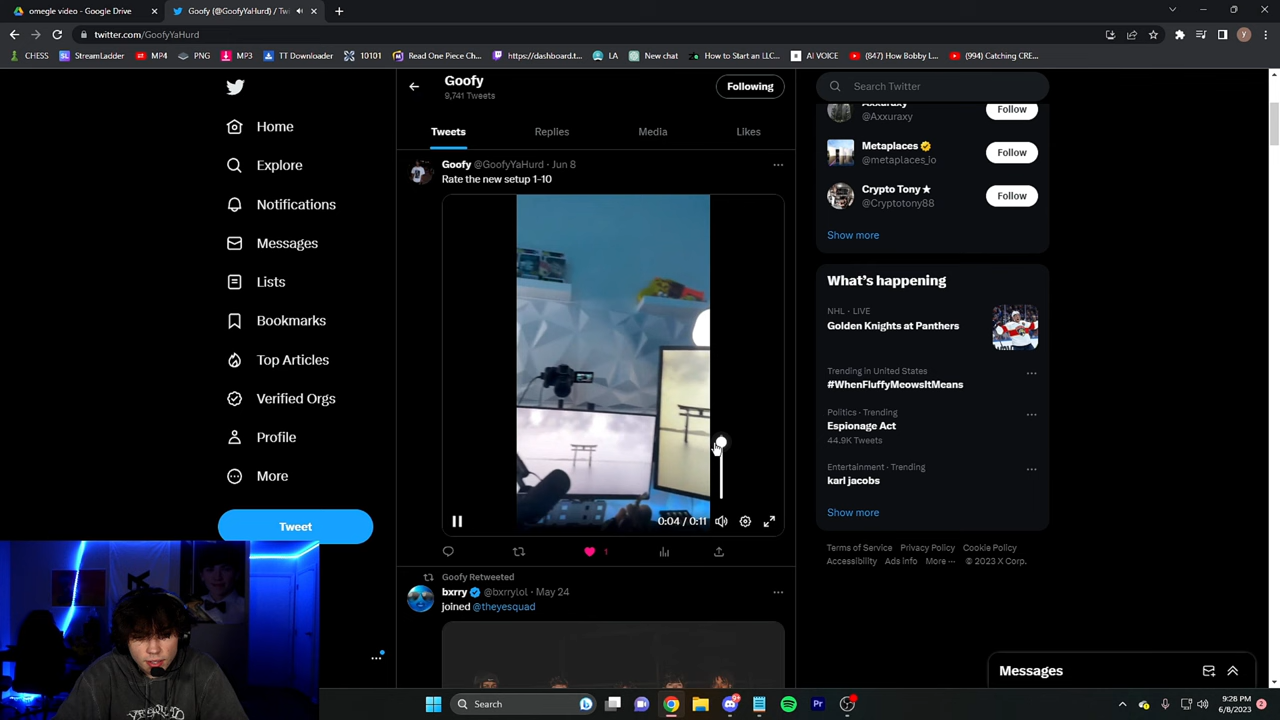 omegle video - Google Drive
Goofy (@GoofyYaHurd) / Twi
twitter.com/GoofyYaHurd
CHESS
StreamLadder
MP4
PNG
MP3
TT Downloader
10101
Read One Piece Ch...
https://dashboard.t...
LA
New chat
How to Start an LLC...
AI VOICE
(847) How Bobby L...
(994) Catching CRE...
Home
Explore
Notifications
Messages
Lists
Bookmarks
Top Articles
Verified Orgs
Profile
More
Tweet
Goofy
9,741 Tweets
Following
Tweets
Replies
Media
Likes
Goofy @GoofyYaHurd · Jun 8
Rate the new setup 1-10
0:04 / 0:11
1
Goofy Retweeted
bxrry @bxrrylol · May 24
joined @theyesquad
Search Twitter
@Axxuraxy
Follow
Metaplaces
@metaplaces_io
Follow
Crypto Tony ★
@Cryptotony88
Follow
Show more
What's happening
NHL · LIVE
Golden Knights at Panthers
Trending in United States
#WhenFluffyMeowsItMeans
Politics · Trending
Espionage Act
44.9K Tweets
Entertainment · Trending
karl jacobs
Show more
Terms of Service Privacy Policy Cookie Policy
Accessibility Ads info More ··· © 2023 X Corp.
Messages
Search
9:28 PM
6/8/2023